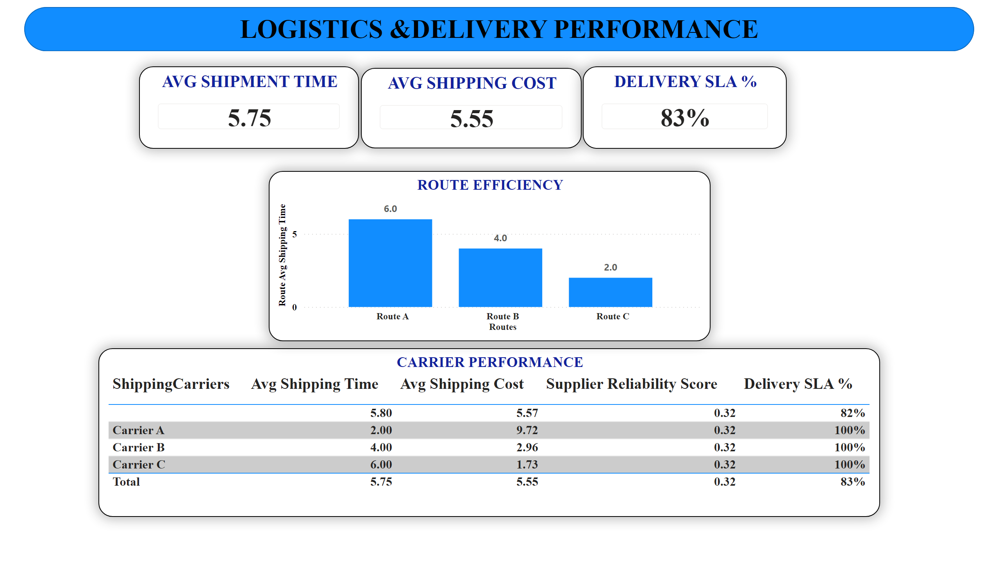 LOGISTICS &DELIVERY PERFORMANCE
AVG SHIPMENT TIME
5.75
AVG SHIPPING COST
5.55
DELIVERY SLA %
83%
ROUTE EFFICIENCY
Route Avg Shipping Time
5
0
6.0
4.0
2.0
Route A Route B Route C
Routes
CARRIER PERFORMANCE
ShippingCarriers Avg Shipping Time Avg Shipping Cost Supplier Reliability Score Delivery SLA %
5.80 5.57 0.32 82%
Carrier A 2.00 9.72 0.32 100%
Carrier B 4.00 2.96 0.32 100%
Carrier C 6.00 1.73 0.32 100%
Total 5.75 5.55 0.32 83%